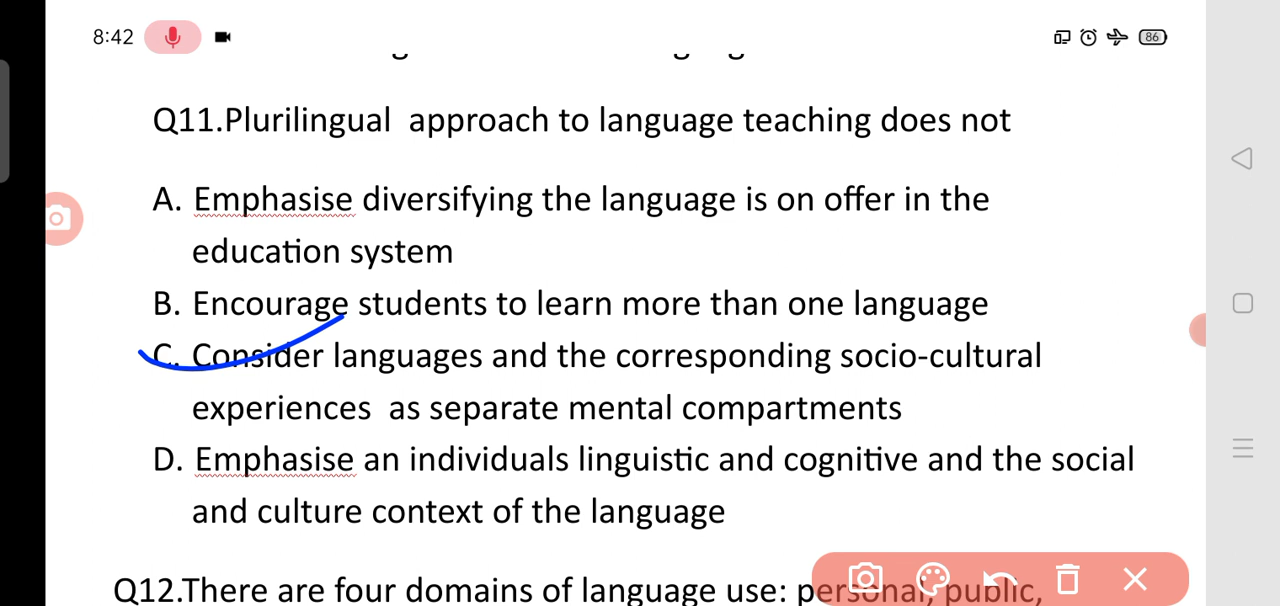 8:42
86
Q11.Plurilingual approach to language teaching does not
A. Emphasise diversifying the language is on offer in the
education system
B. Encourage students to learn more than one language
C. Consider languages and the corresponding socio-cultural
experiences as separate mental compartments
D. Emphasise an individuals linguistic and cognitive and the social
and culture context of the language
Q12.There are four domains of language use: personal, public,